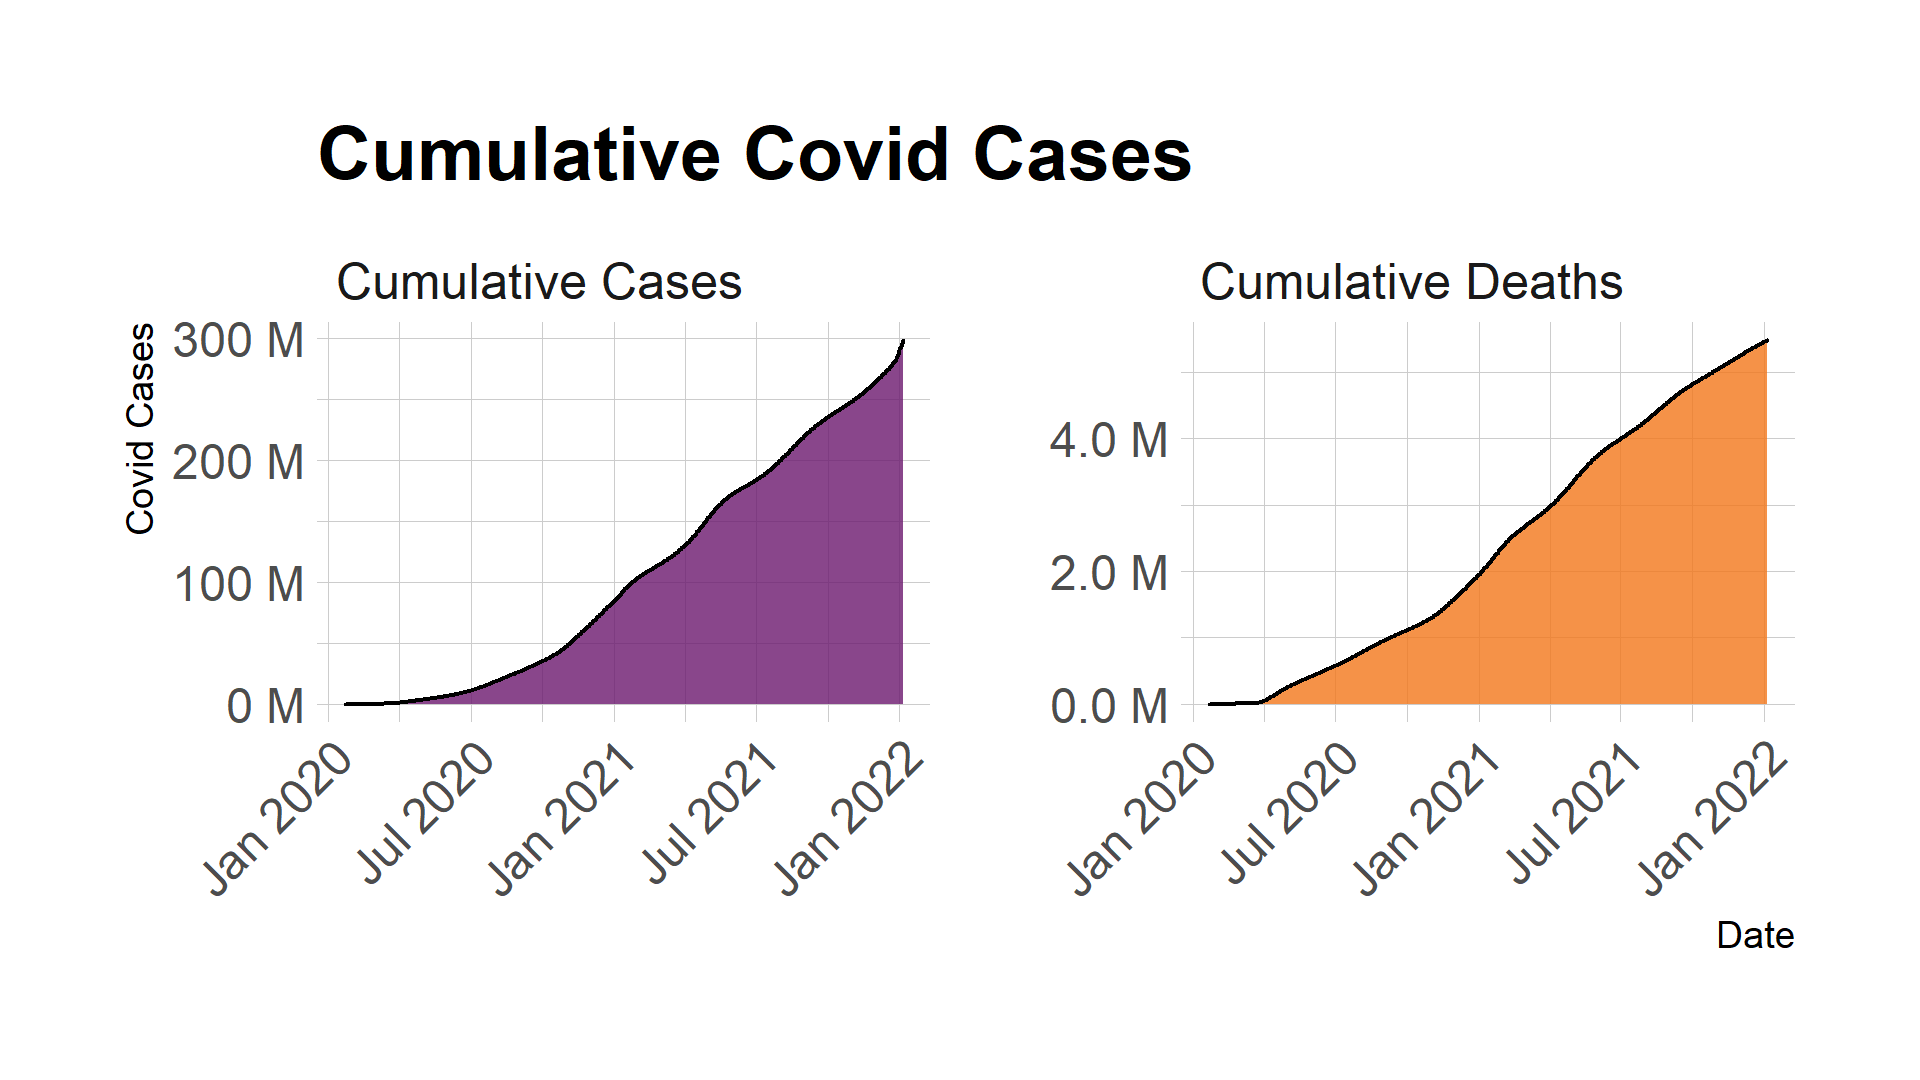 Cumulative Covid Cases
Cumulative Cases
Cumulative Deaths
Covid Cases
300 M
200 M
100 M
0 M
4.0 M
2.0 M
0.0 M
Jan 2020
Jul 2020
Jan 2021
Jul 2021
Jan 2022
Jan 2020
Jul 2020
Jan 2021
Jul 2021
Jan 2022
Date